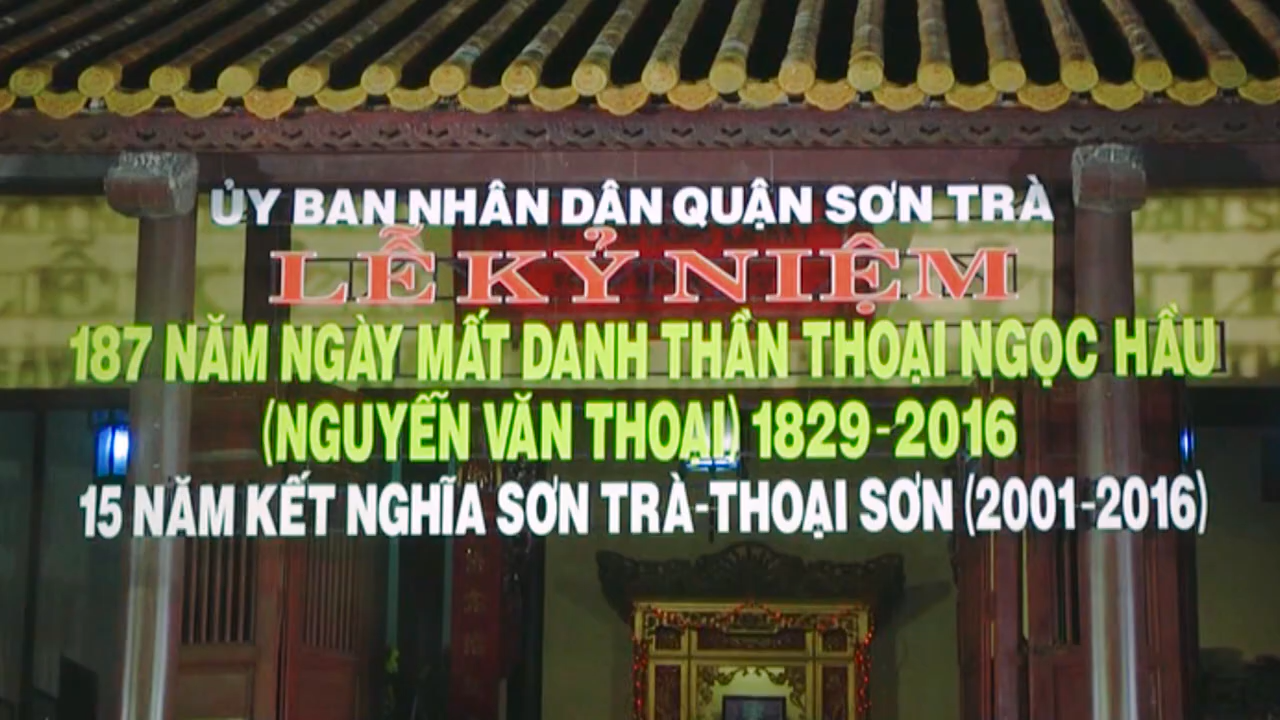 ỦY BAN NHÂN DÂN QUẬN SƠN TRÀ
LỄ KỶ NIỆM
187 NĂM NGÀY MẤT DANH THẦN THOẠI NGỌC HẦU
(NGUYỄN VĂN THOẠI) 1829-2016
15 NĂM KẾT NGHĨA SƠN TRÀ-THOẠI SƠN (2001-2016)